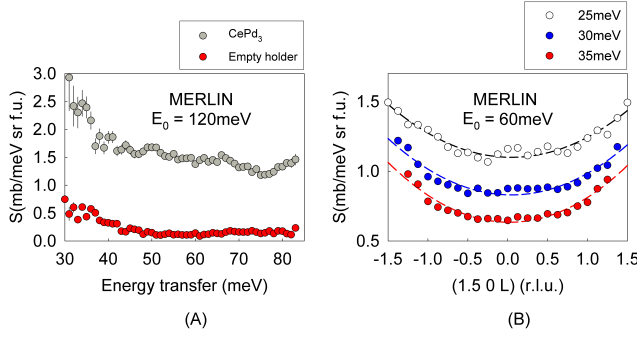 CePd3
Empty holder
MERLIN
E0 = 120meV
S(mb/meV sr f.u.)
3.0
2.5
2.0
1.5
1.0
0.5
0.0
30 40 50 60 70 80
Energy transfer (meV)
(A)
25meV
30meV
35meV
MERLIN
E0 = 60meV
S(mb/meV sr f.u.)
1.5
1.0
0.5
-1.5 -1.0 -0.5 0.0 0.5 1.0 1.5
(1.5 0 L) (r.l.u.)
(B)